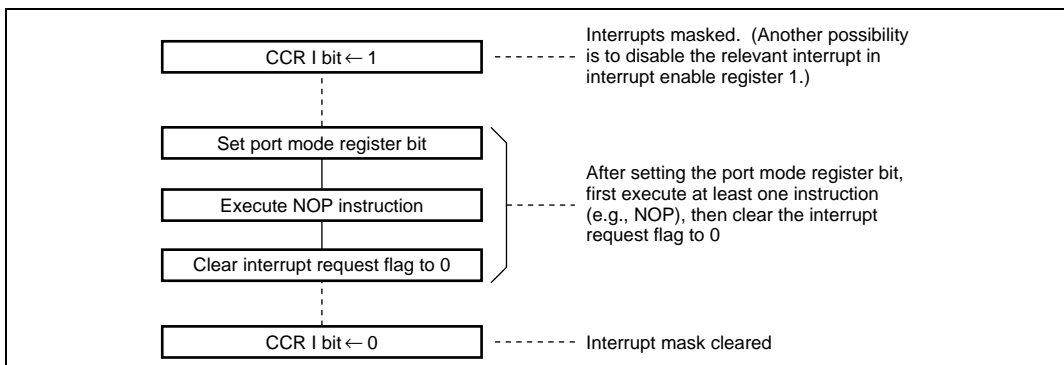 CCR I bit ← 1
Interrupts masked. (Another possibility
is to disable the relevant interrupt in
interrupt enable register 1.)
Set port mode register bit
Execute NOP instruction
Clear interrupt request flag to 0
After setting the port mode register bit,
first execute at least one instruction
(e.g., NOP), then clear the interrupt
request flag to 0
CCR I bit ← 0
Interrupt mask cleared